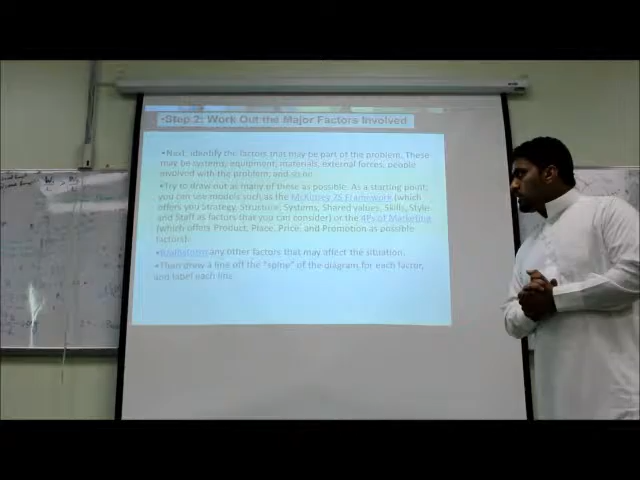 •Step 2: Work Out the Major Factors Involved
•Next, identify the factors that may be part of the problem. These
may be systems, equipment, materials, external forces, people
involved with the problem, and so on.
•Try to draw out as many of these as possible. As a starting point,
you can use models such as the McKinsey 7S Framework (which
offers you Strategy, Structure, Systems, Shared values, Skills, Style
and Staff as factors that you can consider) or the 4Ps of Marketing
(which offers Product, Place, Price, and Promotion as possible
factors).
•Brainstorm any other factors that may affect the situation.
•Then draw a line off the "spine" of the diagram for each factor,
and label each line.